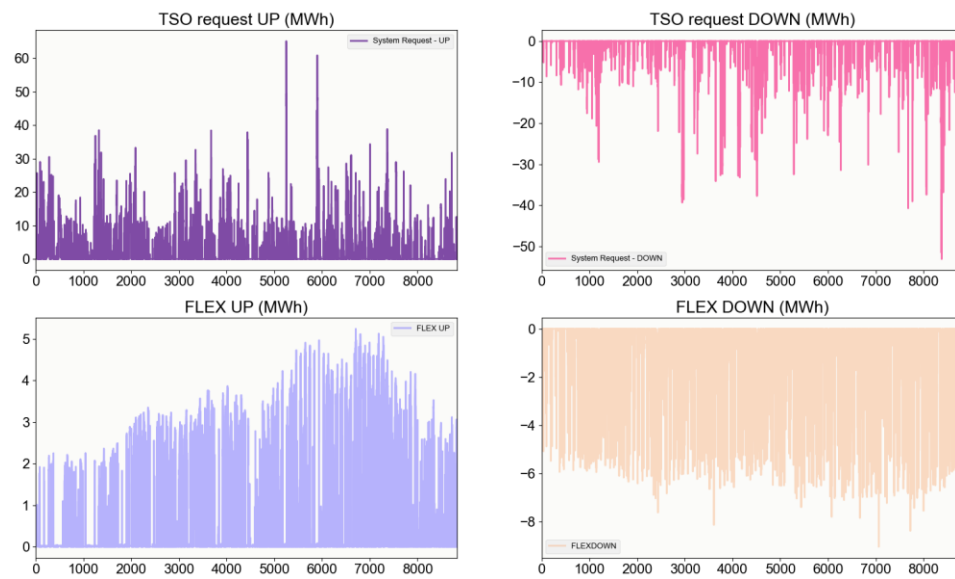 TSO request UP (MWh)
System Request - UP
60
50
40
30
20
10
0
0 1000 2000 3000 4000 5000 6000 7000 8000
TSO request DOWN (MWh)
0
−10
−20
−30
−40
−50
System Request - DOWN
0 1000 2000 3000 4000 5000 6000 7000 8000
FLEX UP (MWh)
FLEX UP
5
4
3
2
1
0
0 1000 2000 3000 4000 5000 6000 7000 8000
FLEX DOWN (MWh)
0
−2
−4
−6
−8
FLEXDOWN
0 1000 2000 3000 4000 5000 6000 7000 8000